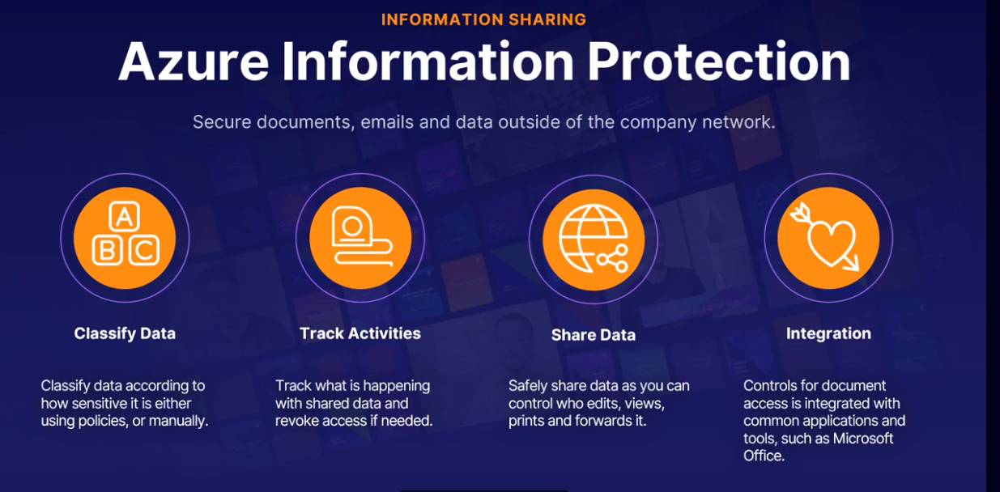 INFORMATION SHARING
Azure Information Protection
Secure documents, emails and data outside of the company network.
A
B C
Classify Data
Classify data according to
how sensitive it is either
using policies, or manually.
Track Activities
Track what is happening
with shared data and
revoke access if needed.
Share Data
Safely share data as you can
control who edits, views,
prints and forwards it.
Integration
Controls for document
access is integrated with
common applications and
tools, such as Microsoft
Office.